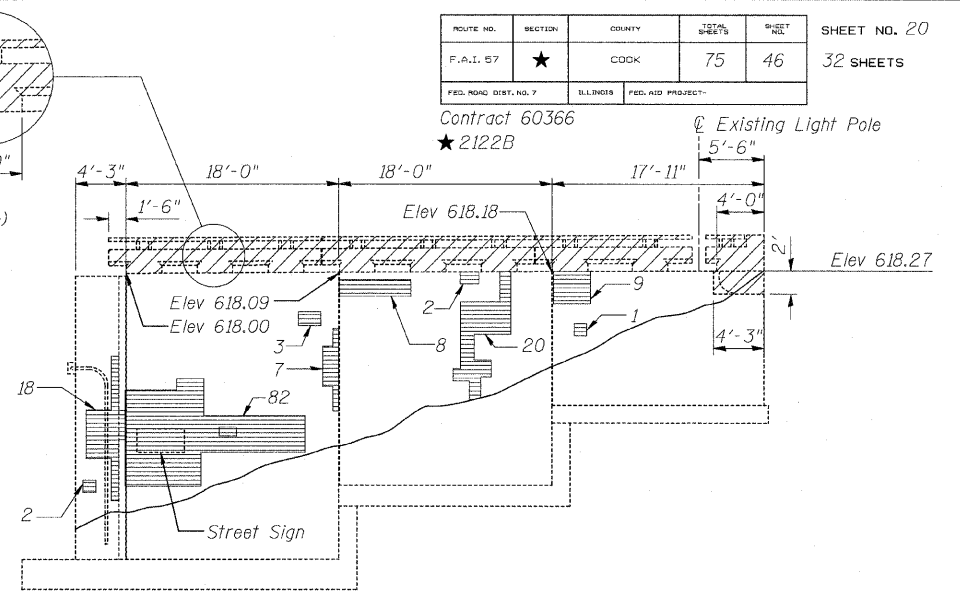 ROUTE NO. SECTION COUNTY TOTAL SHEETS SHEET NO.
F.A.I. 57 ★ COOK 75 46
FED. ROAD DIST. NO. 7 ILLINOIS FED. AID PROJECT-
SHEET NO. 20
32 SHEETS
Contract 60366
★ 2122B
℄ Existing Light Pole
5'-6"
4'-3" 18'-0" 18'-0" 17'-11"
1'-6" 4'-0"
Elev 618.18
2'
Elev 618.27
Elev 618.09
Elev 618.00
2 9
3 8 20 1
4'-3"
7
18 82
2
Street Sign